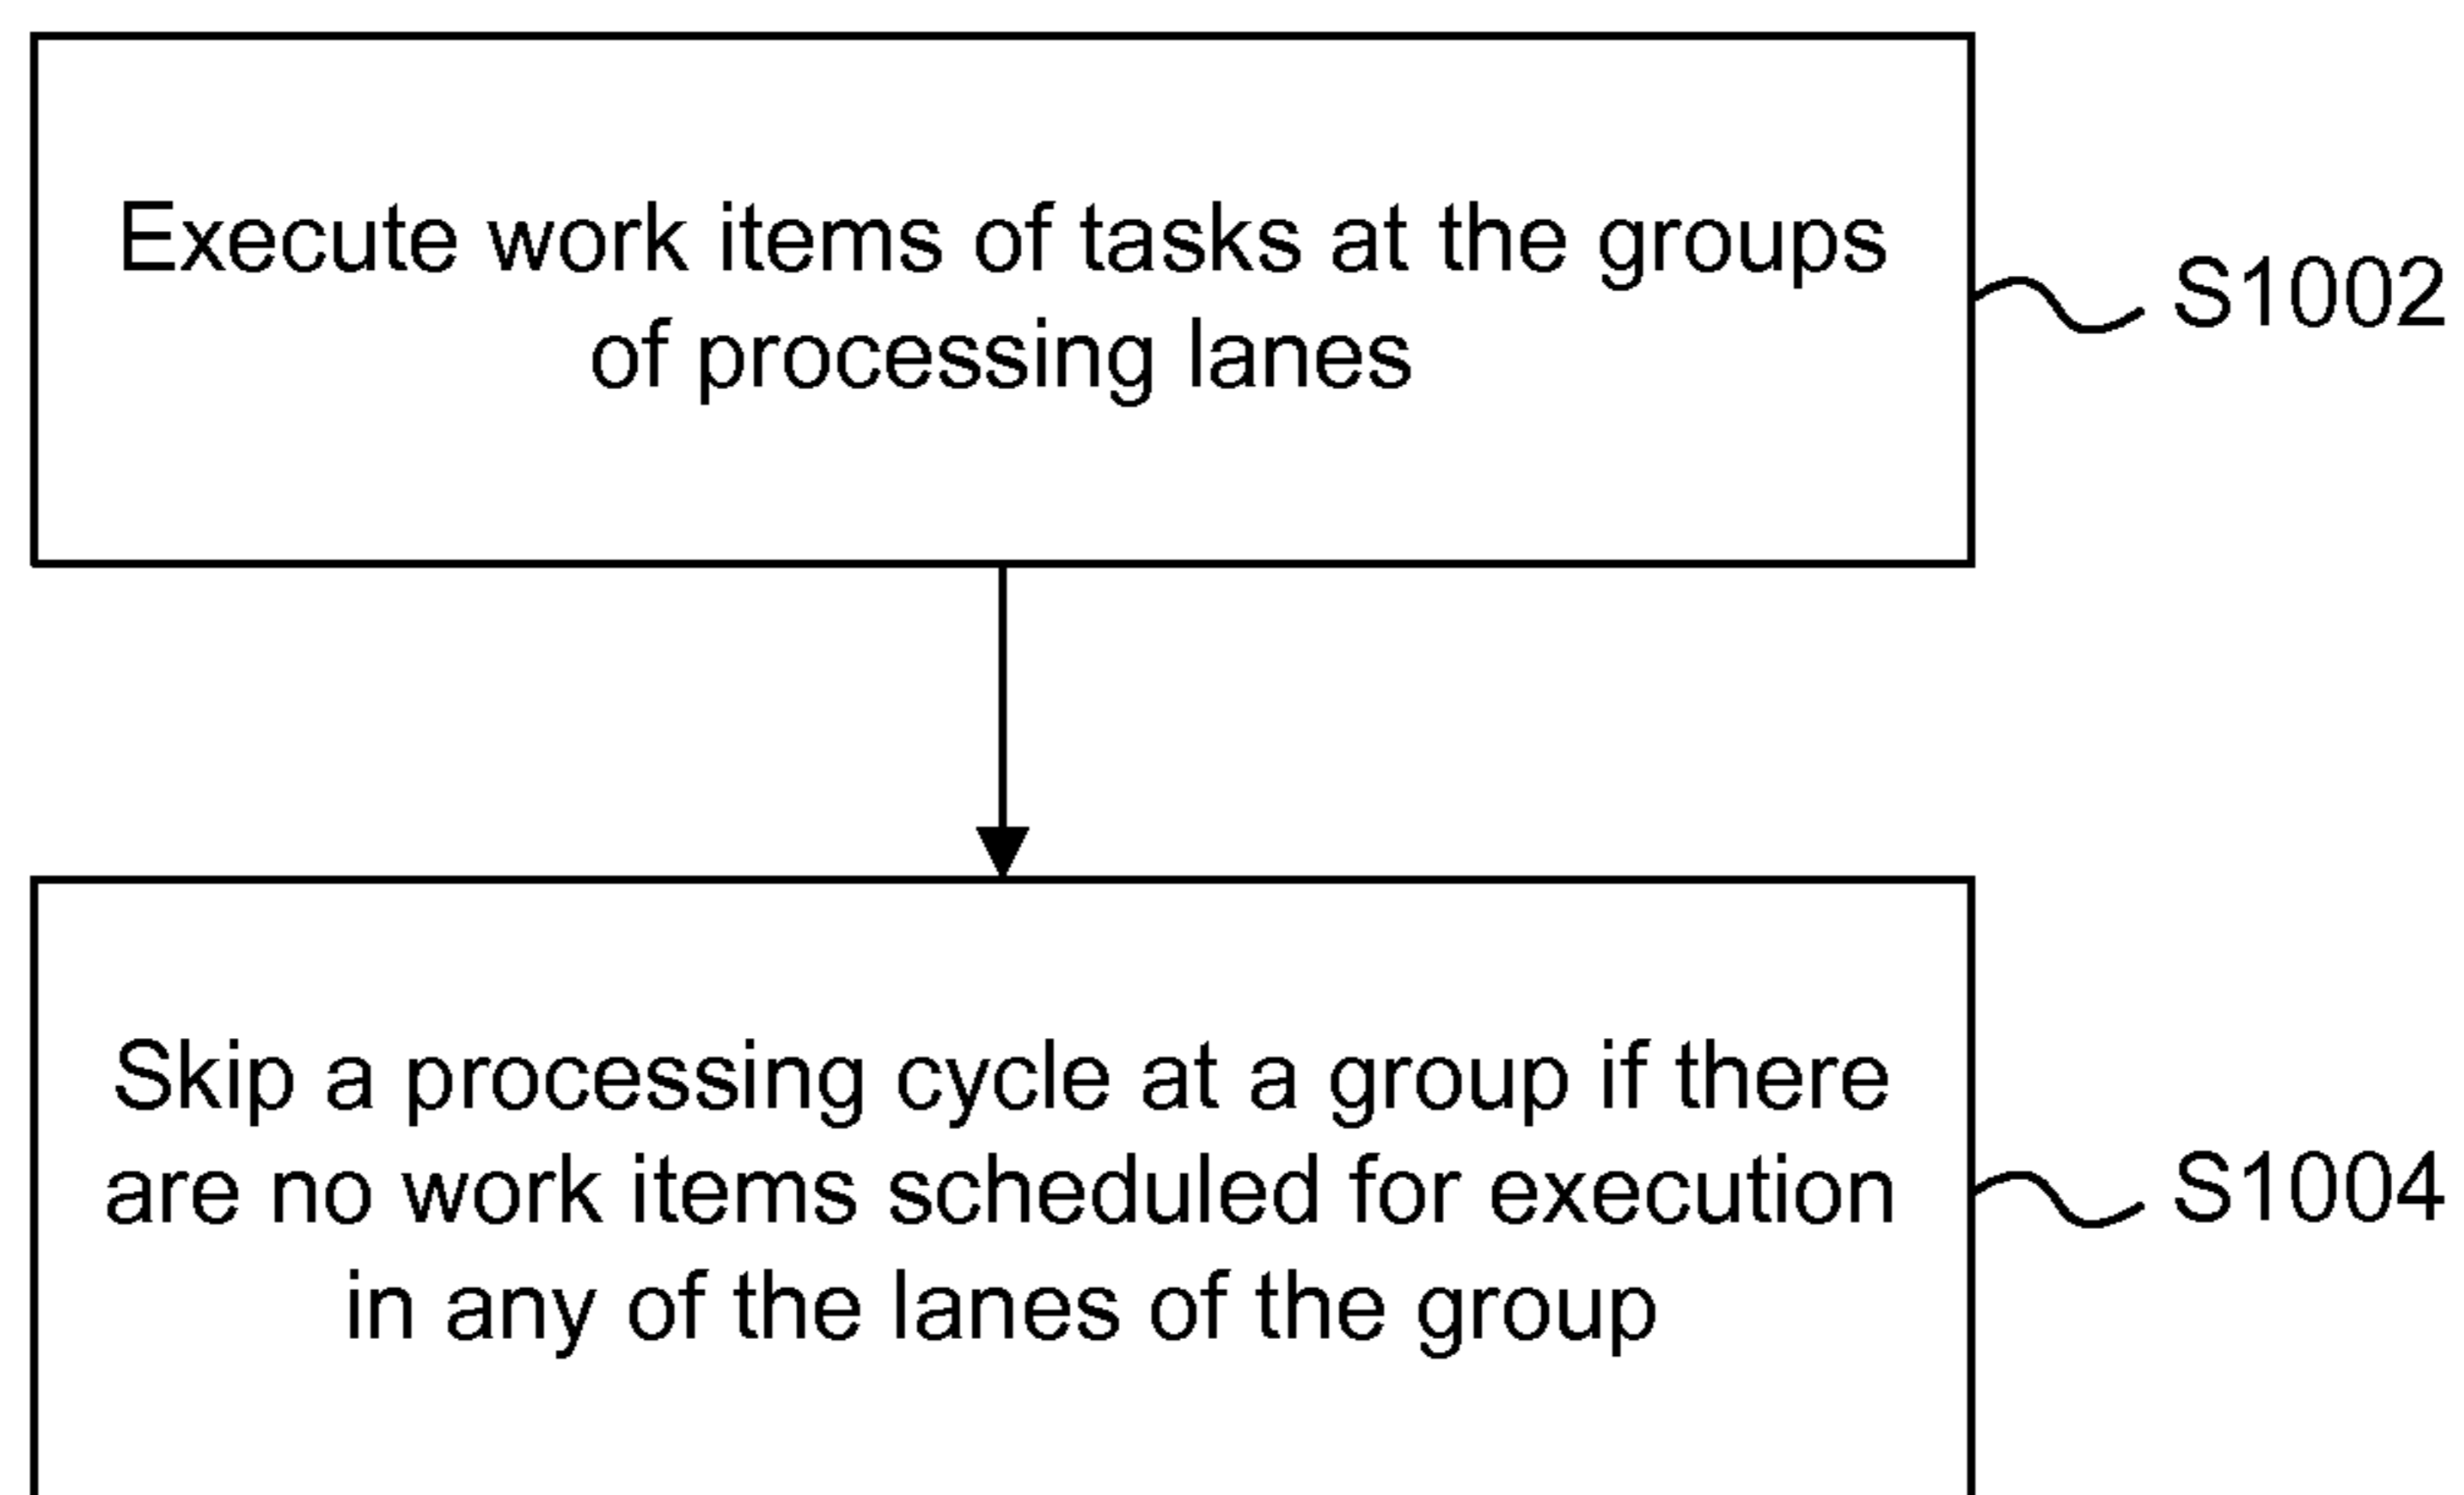 Execute work items of tasks at the groups
of processing lanes
S1002
Skip a processing cycle at a group if there
are no work items scheduled for execution
in any of the lanes of the group
S1004